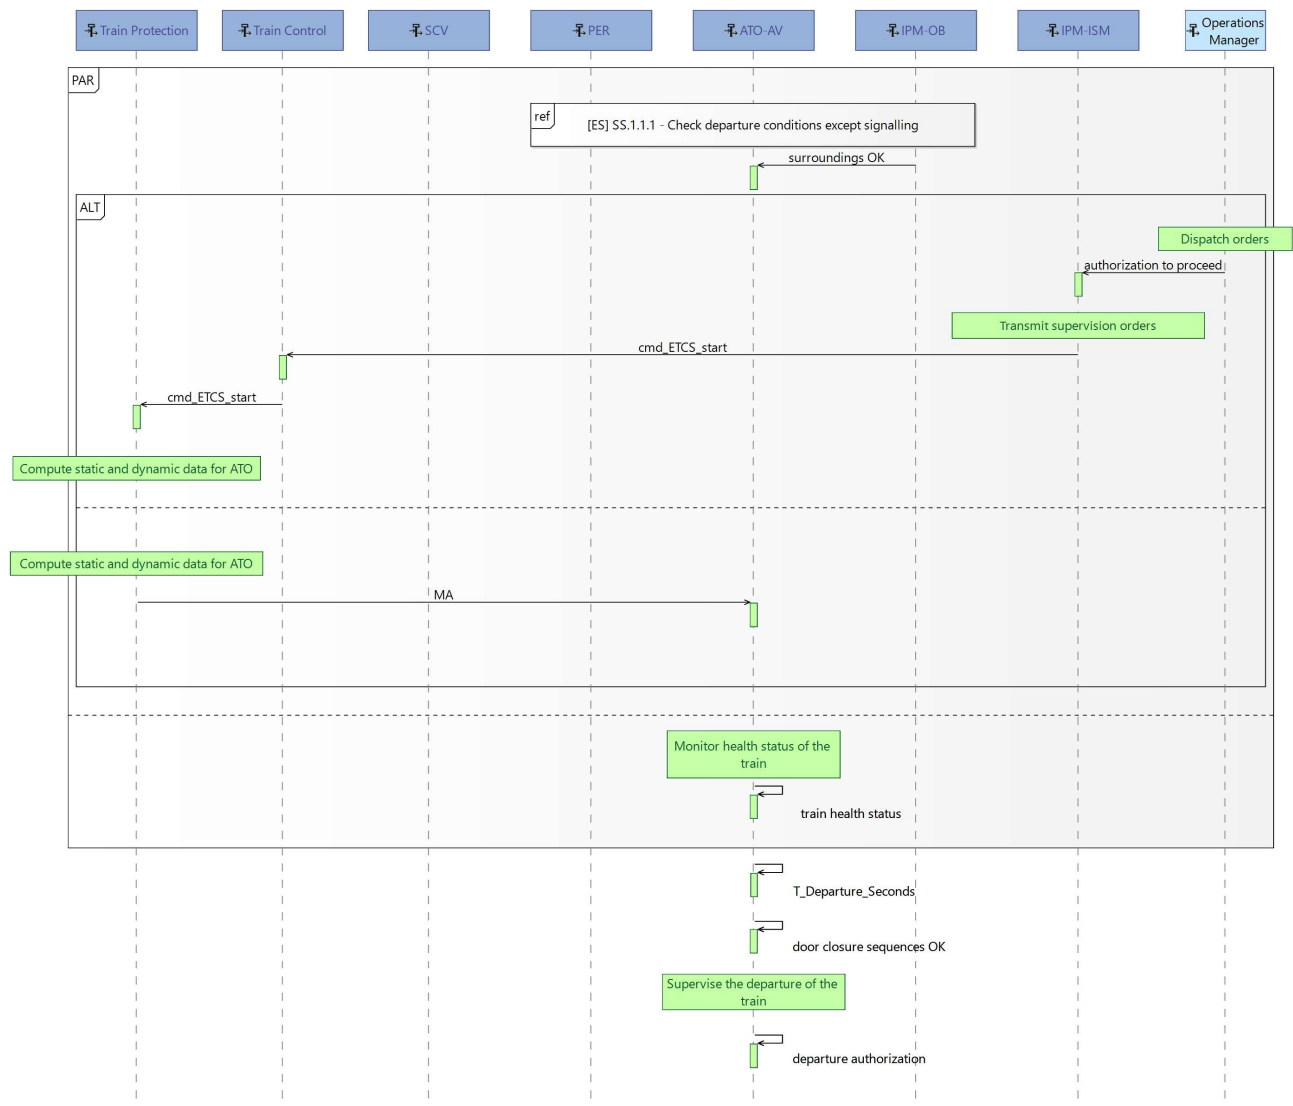 Train Protection
Train Control
SCV
PER
ATO-AV
IPM-OB
IPM-ISM
Operations
Manager
PAR
ref
[ES] SS.1.1.1 - Check departure conditions except signalling
surroundings OK
ALT
Dispatch orders
authorization to proceed
Transmit supervision orders
cmd_ETCS_start
cmd_ETCS_start
Compute static and dynamic data for ATO
Compute static and dynamic data for ATO
MA
Monitor health status of the
train
train health status
T_Departure_Seconds
door closure sequences OK
Supervise the departure of the
train
departure authorization